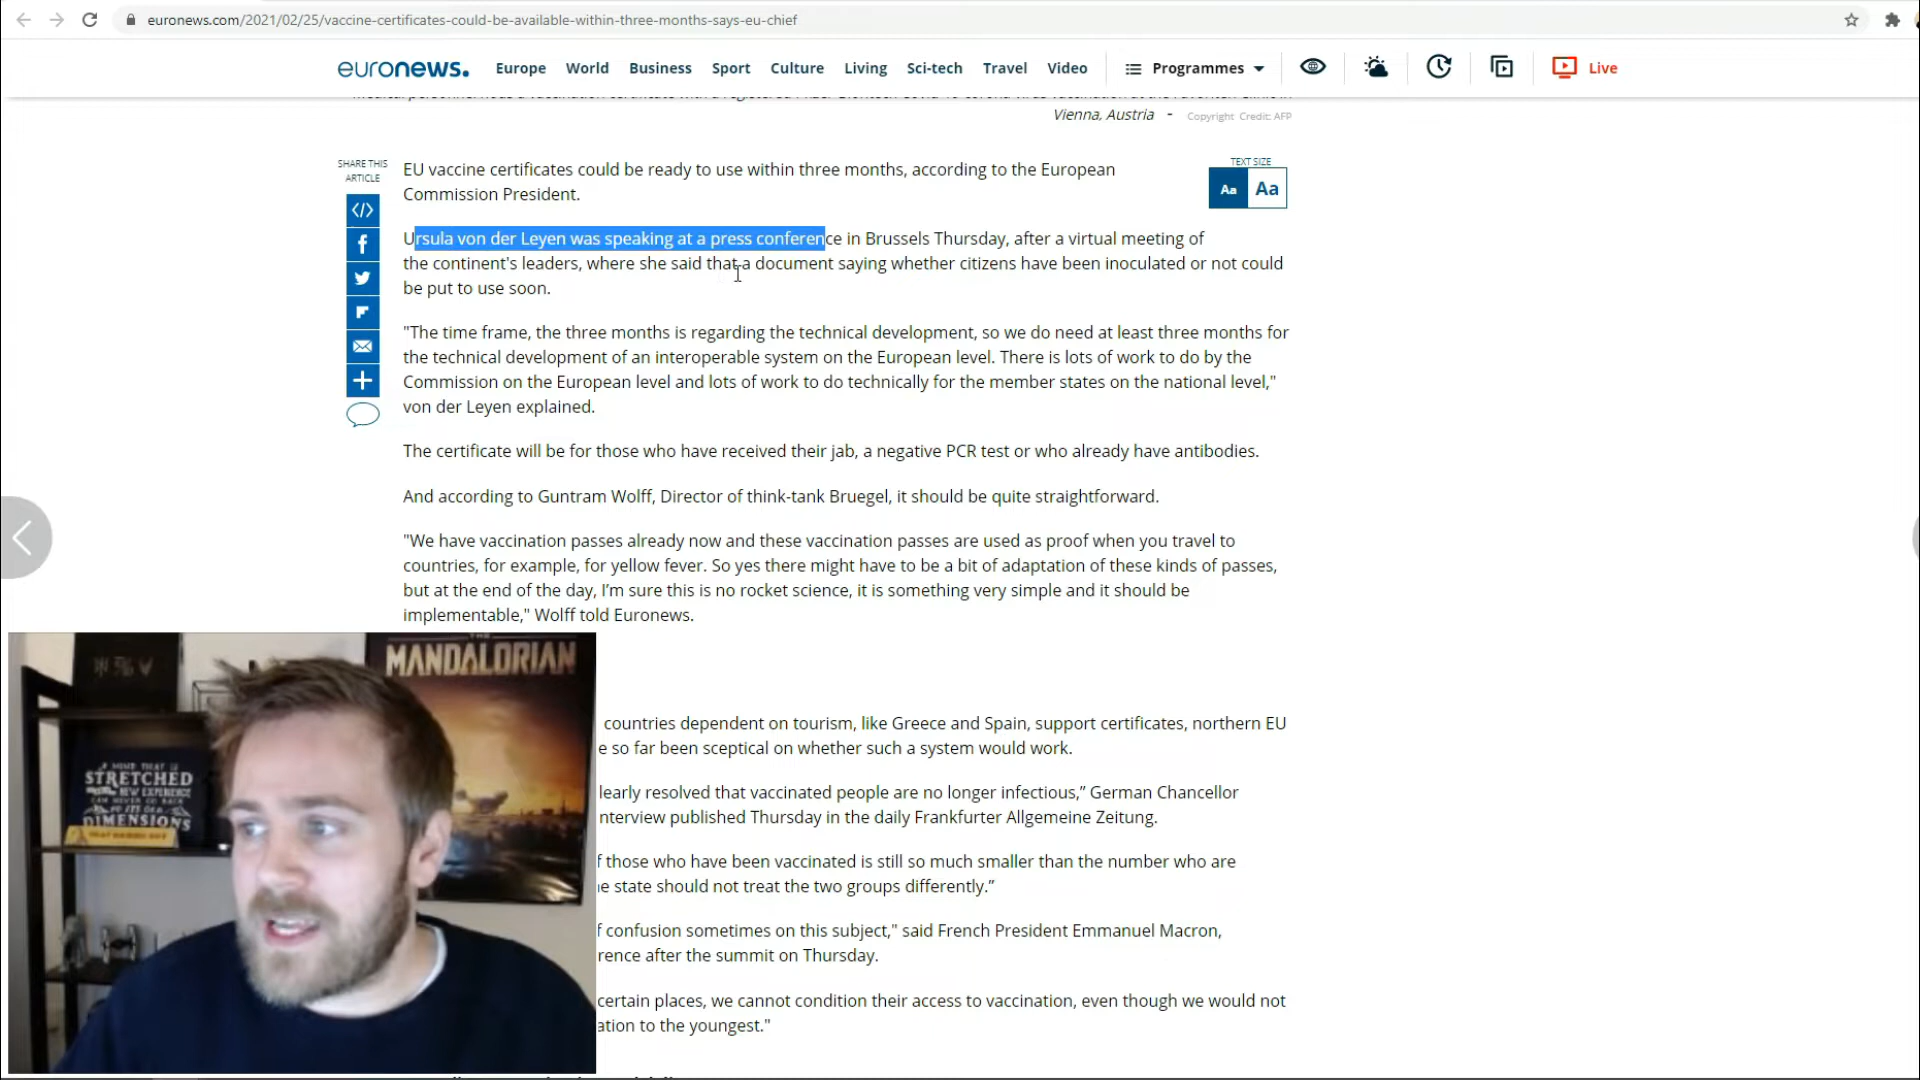 euronews.com/2021/02/25/vaccine-certificates-could-be-available-within-three-months-says-eu-chief
euronews.
Europe
World
Business
Sport
Culture
Living
Sci-tech
Travel
Video
Programmes
Live
Vienna, Austria -
Copyright Credit: AFP
SHARE THIS
ARTICLE
TEXT SIZE
Aa
Aa
EU vaccine certificates could be ready to use within three months, according to the European
Commission President.
Ursula von der Leyen was speaking at a press conference in Brussels Thursday, after a virtual meeting of
the continent's leaders, where she said that a document saying whether citizens have been inoculated or not could
be put to use soon.
"The time frame, the three months is regarding the technical development, so we do need at least three months for
the technical development of an interoperable system on the European level. There is lots of work to do by the
Commission on the European level and lots of work to do technically for the member states on the national level,"
von der Leyen explained.
The certificate will be for those who have received their jab, a negative PCR test or who already have antibodies.
And according to Guntram Wolff, Director of think-tank Bruegel, it should be quite straightforward.
"We have vaccination passes already now and these vaccination passes are used as proof when you travel to
countries, for example, for yellow fever. So yes there might have to be a bit of adaptation of these kinds of passes,
but at the end of the day, I'm sure this is no rocket science, it is something very simple and it should be
implementable," Wolff told Euronews.
countries dependent on tourism, like Greece and Spain, support certificates, northern EU
e so far been sceptical on whether such a system would work.
learly resolved that vaccinated people are no longer infectious,” German Chancellor
nterview published Thursday in the daily Frankfurter Allgemeine Zeitung.
f those who have been vaccinated is still so much smaller than the number who are
e state should not treat the two groups differently.”
f confusion sometimes on this subject," said French President Emmanuel Macron,
rence after the summit on Thursday.
certain places, we cannot condition their access to vaccination, even though we would not
ation to the youngest."
THE
MANDALORIAN
A MIND THAT IS
STRETCHED
NEW EXPERIENCE
CAN NEVER GO BACK
DIMENSIONS